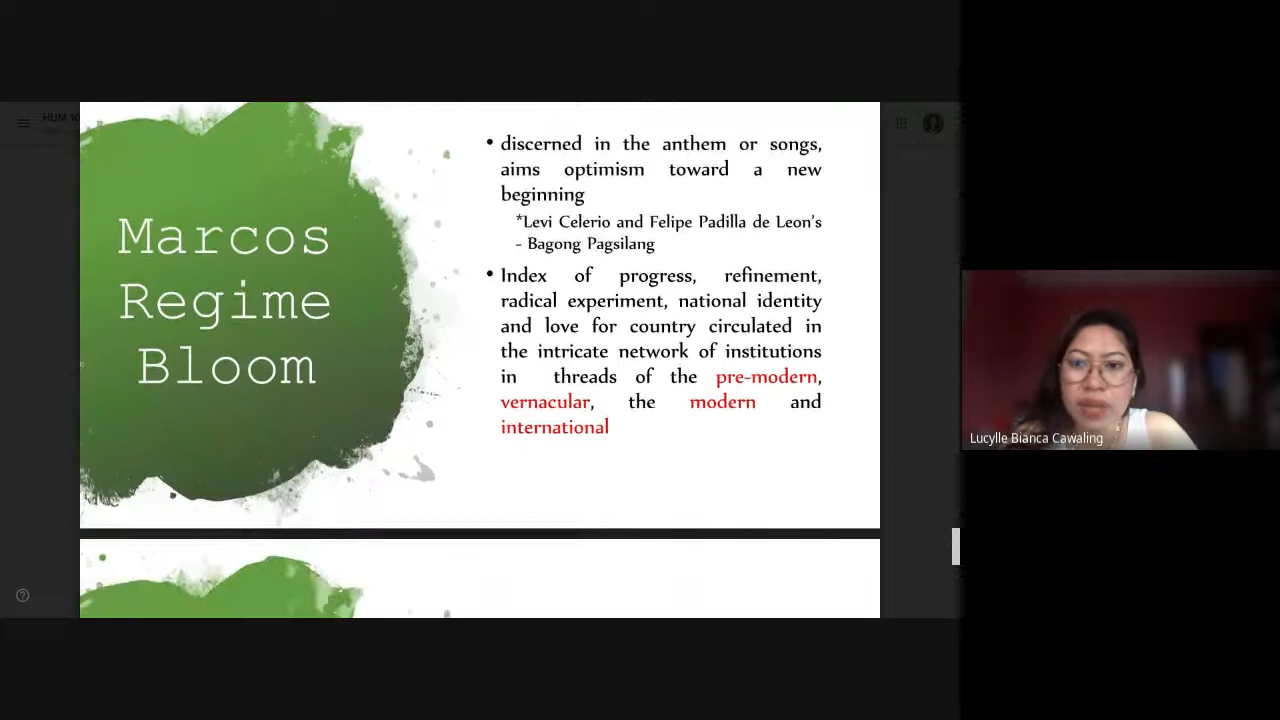 HUM 10
Marcos
Regime
Bloom
• discerned in the anthem or songs,
aims optimism toward a new
beginning
*Levi Celerio and Felipe Padilla de Leon's
- Bagong Pagsilang
• Index of progress, refinement,
radical experiment, national identity
and love for country circulated in
the intricate network of institutions
in threads of the pre-modern,
vernacular, the modern and
international
Lucylle Bianca Cawaling